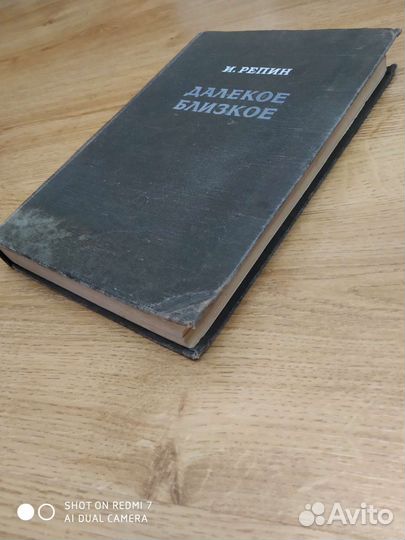 И. РЕПИН
ДАЛЕКОЕ
БЛИЗКОЕ
SHOT ON REDMI 7
AI DUAL CAMERA
Avito